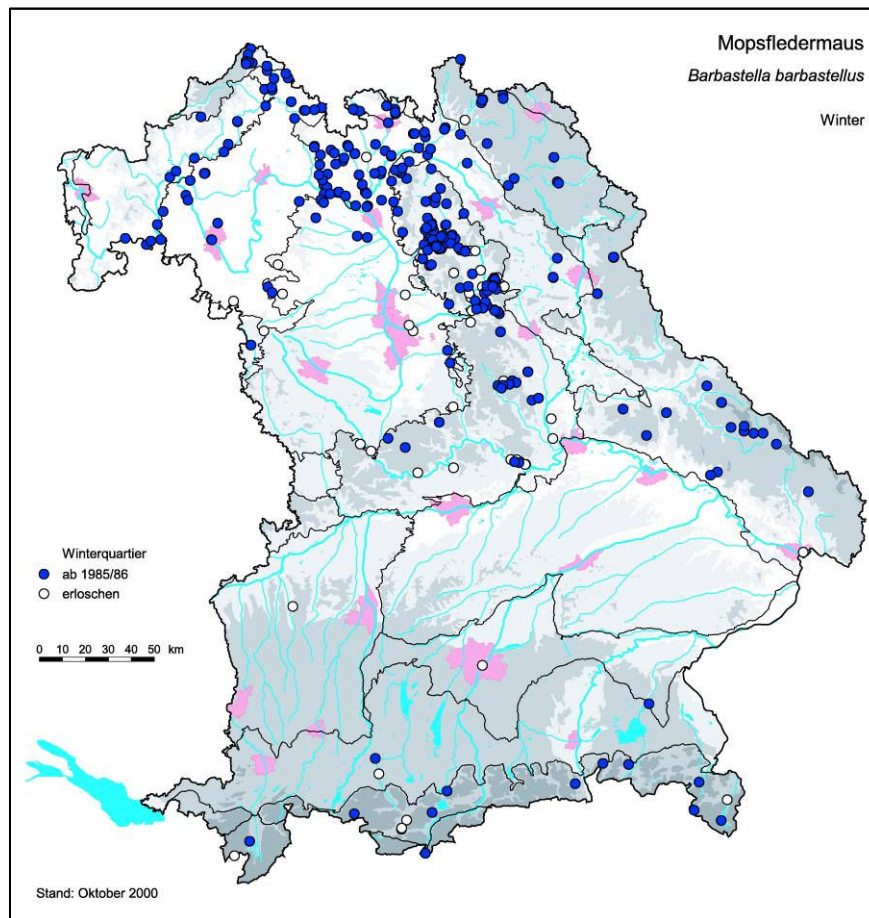 Mopsfledermaus
Barbastella barbastellus
Winter
Winterquartier
ab 1985/86
erloschen
0 10 20 30 40 50 km
Stand: Oktober 2000